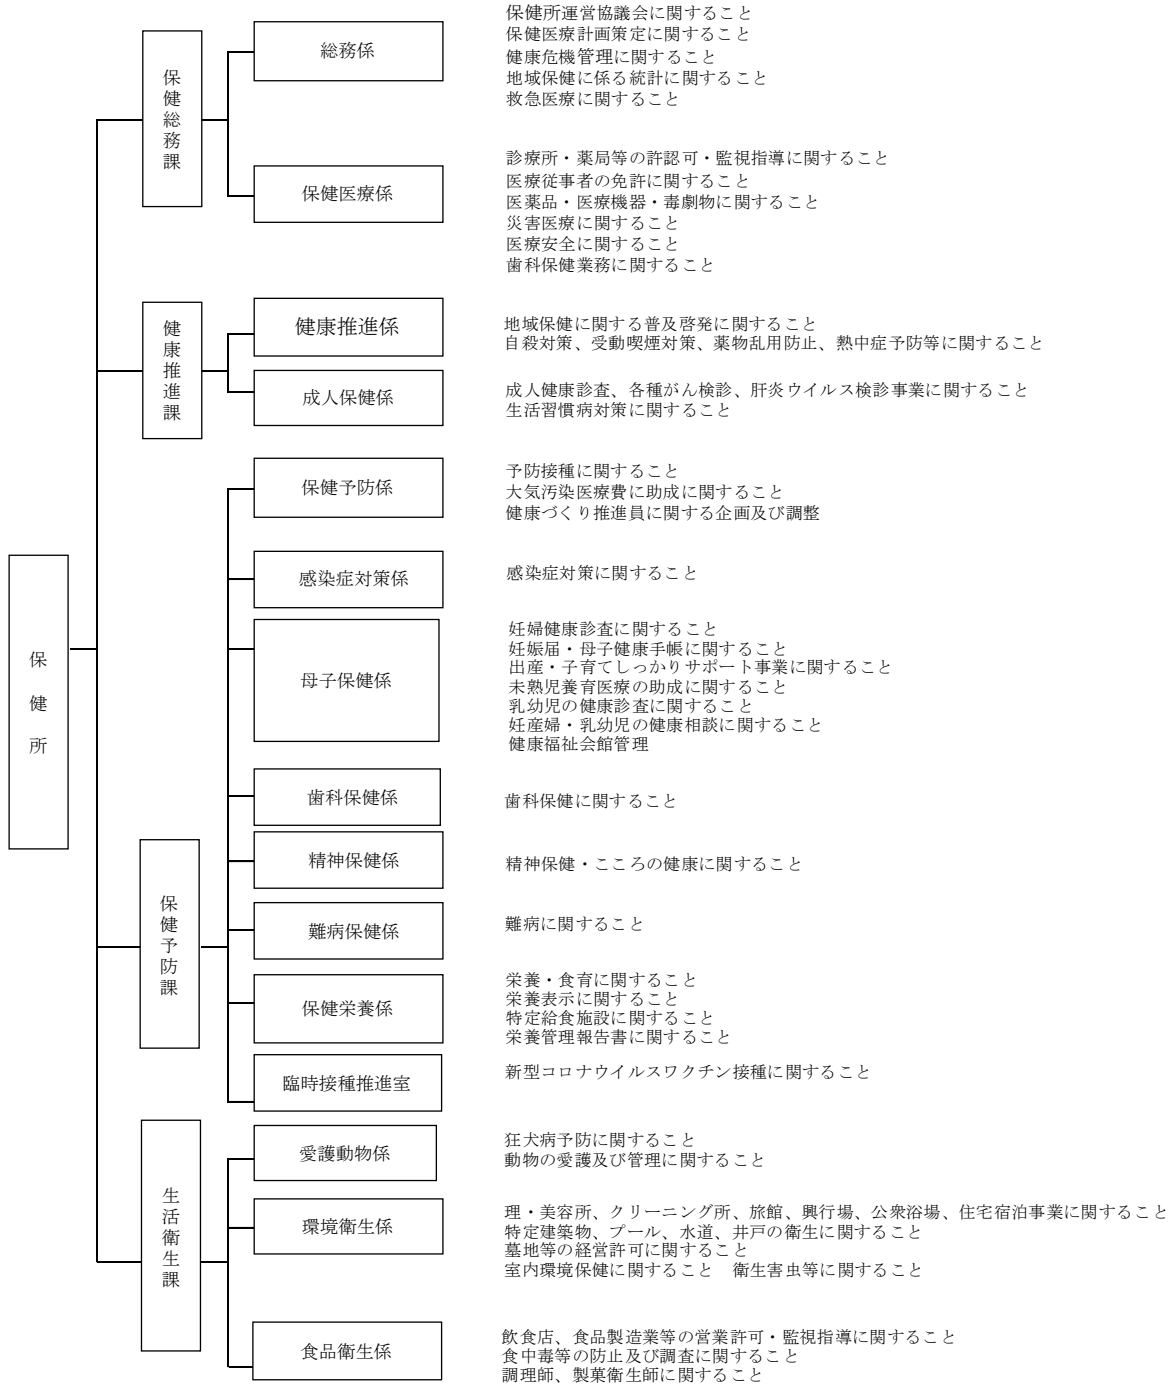 保健所
保健総務課
総務係
保健所運営協議会に関すること
保健医療計画策定に関すること
健康危機管理に関すること
地域保健に係る統計に関すること
救急医療に関すること
保健医療係
診療所・薬局等の許認可・監視指導に関すること
医療従事者の免許に関すること
医薬品・医療機器・毒劇物に関すること
災害医療に関すること
医療安全に関すること
歯科保健業務に関すること
健康推進課
健康推進係
地域保健に関する普及啓発に関すること
自殺対策、受動喫煙対策、薬物乱用防止、熱中症予防等に関すること
成人保健係
成人健康診査、各種がん検診、肝炎ウイルス検診事業に関すること
生活習慣病対策に関すること
保健予防課
保健予防係
予防接種に関すること
大気汚染医療費に助成に関すること
健康づくり推進員に関する企画及び調整
感染症対策係
感染症対策に関すること
母子保健係
妊婦健康診査に関すること
妊娠届・母子健康手帳に関すること
出産・子育てしっかりサポート事業に関すること
未熟児養育医療の助成に関すること
乳幼児の健康診査に関すること
妊産婦・乳幼児の健康相談に関すること
健康福祉会館管理
歯科保健係
歯科保健に関すること
精神保健係
精神保健・こころの健康に関すること
難病保健係
難病に関すること
保健栄養係
栄養・食育に関すること
栄養表示に関すること
特定給食施設に関すること
栄養管理報告書に関すること
臨時接種推進室
新型コロナウイルスワクチン接種に関すること
生活衛生課
愛護動物係
狂犬病予防に関すること
動物の愛護及び管理に関すること
環境衛生係
理・美容所、クリーニング所、旅館、興行場、公衆浴場、住宅宿泊事業に関すること
特定建築物、プール、水道、井戸の衛生に関すること
墓地等の経営許可に関すること
室内環境保健に関すること　衛生害虫等に関すること
食品衛生係
飲食店、食品製造業等の営業許可・監視指導に関すること
食中毒等の防止及び調査に関すること
調理師、製菓衛生師に関すること